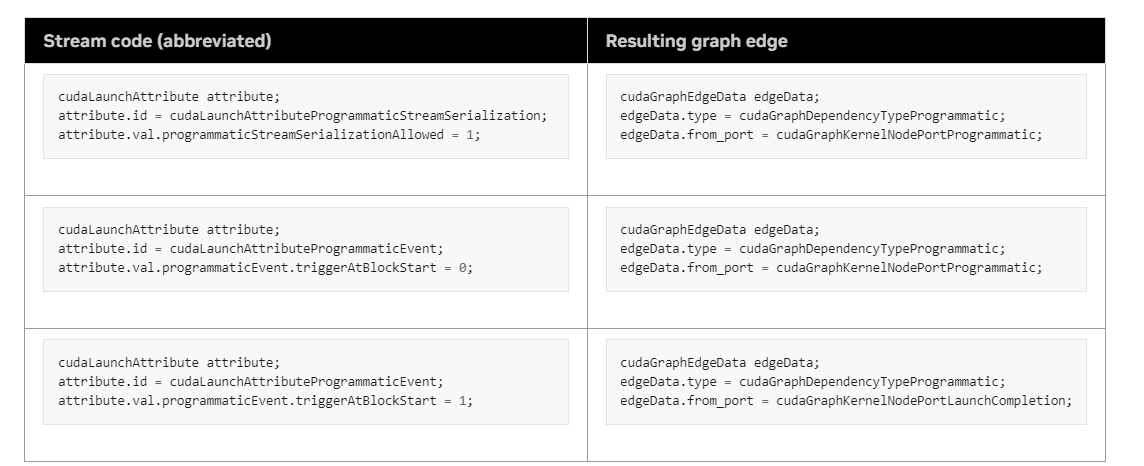 Stream code (abbreviated)
Resulting graph edge
cudaLaunchAttribute attribute;
attribute.id = cudaLaunchAttributeProgrammaticStreamSerialization;
attribute.val.programmaticStreamSerializationAllowed = 1;
cudaGraphEdgeData edgeData;
edgeData.type = cudaGraphDependencyTypeProgrammatic;
edgeData.from_port = cudaGraphKernelNodePortProgrammatic;
cudaLaunchAttribute attribute;
attribute.id = cudaLaunchAttributeProgrammaticEvent;
attribute.val.programmaticEvent.triggerAtBlockStart = 0;
cudaGraphEdgeData edgeData;
edgeData.type = cudaGraphDependencyTypeProgrammatic;
edgeData.from_port = cudaGraphKernelNodePortProgrammatic;
cudaLaunchAttribute attribute;
attribute.id = cudaLaunchAttributeProgrammaticEvent;
attribute.val.programmaticEvent.triggerAtBlockStart = 1;
cudaGraphEdgeData edgeData;
edgeData.type = cudaGraphDependencyTypeProgrammatic;
edgeData.from_port = cudaGraphKernelNodePortLaunchCompletion;